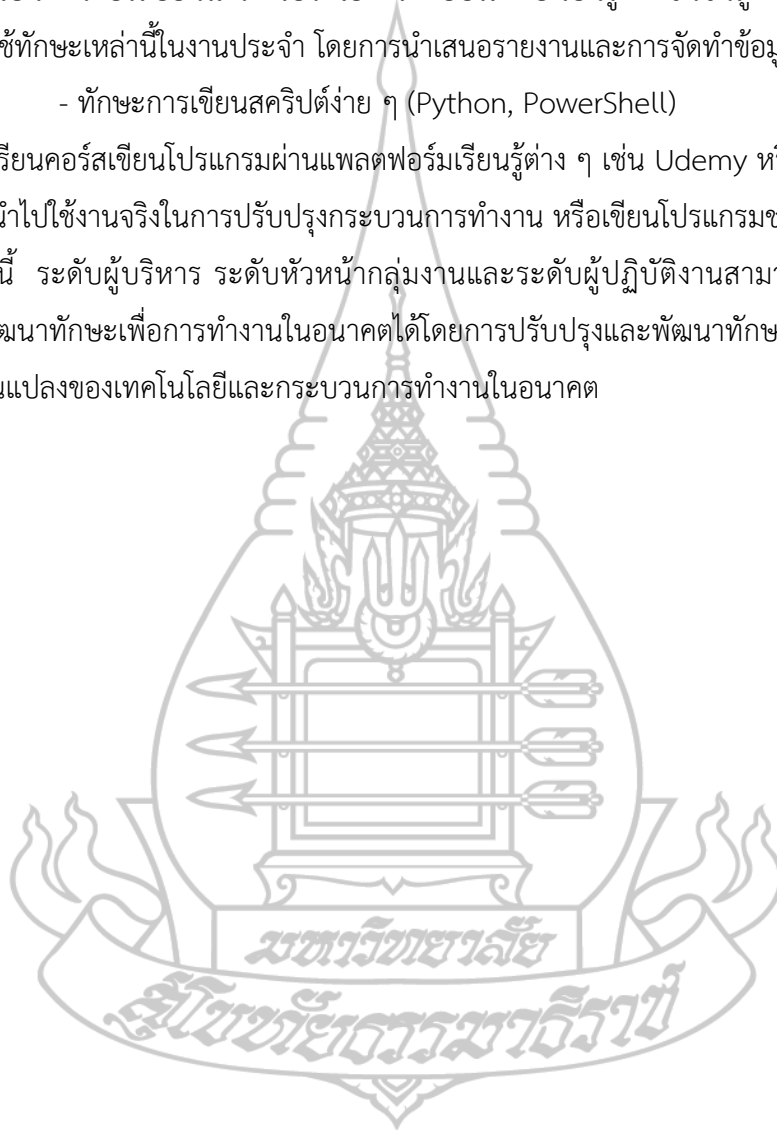 ช้ทักษะเหล่านี้ในงานประจำ โดยการนำเสนอรายงานและการจัดทำข้อมู
- ทักษะการเขียนสคริปต์ง่าย ๆ (Python, PowerShell)
รียนคอร์สเขียนโปรแกรมผ่านแพลตฟอร์มเรียนรู้ต่าง ๆ เช่น Udemy หรื
นำไปใช้งานจริงในการปรับปรุงกระบวนการทำงาน หรือเขียนโปรแกรมช
นี้ ระดับผู้บริหาร ระดับหัวหน้ากลุ่มงานและระดับผู้ปฏิบัติงานสามา
ฒนาทักษะเพื่อการทำงานในอนาคตได้โดยการปรับปรุงและพัฒนาทักษ
นแปลงของเทคโนโลยีและกระบวนการทำงานในอนาคต
มหาวิทยาลัย
สุโขทัยธรรมาธิราช